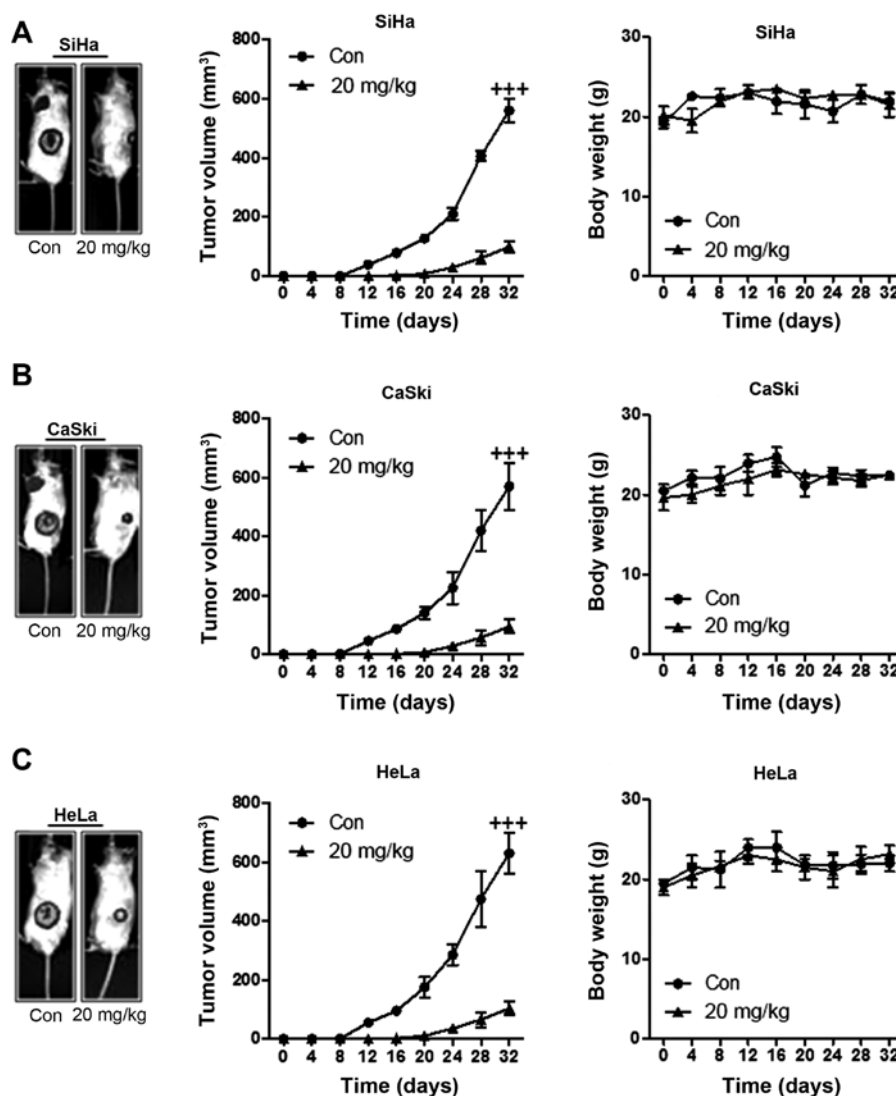 A
SiHa
Con 20 mg/kg
SiHa
Tumor volume (mm³)
800
600
400
200
0
Con
20 mg/kg
+++
0 4 8 12 16 20 24 28 32
Time (days)
SiHa
Body weight (g)
30
20
10
0
Con
20 mg/kg
0 4 8 12 16 20 24 28 32
Time (days)
B
CaSki
Con 20 mg/kg
CaSki
Tumor volume (mm³)
800
600
400
200
0
Con
20 mg/kg
+++
0 4 8 12 16 20 24 28 32
Time (days)
CaSki
Body weight (g)
30
20
10
0
Con
20 mg/kg
0 4 8 12 16 20 24 28 32
Time (days)
C
HeLa
Con 20 mg/kg
HeLa
Tumor volume (mm³)
800
600
400
200
0
Con
20 mg/kg
+++
0 4 8 12 16 20 24 28 32
Time (days)
HeLa
Body weight (g)
30
20
10
0
Con
20 mg/kg
0 4 8 12 16 20 24 28 32
Time (days)